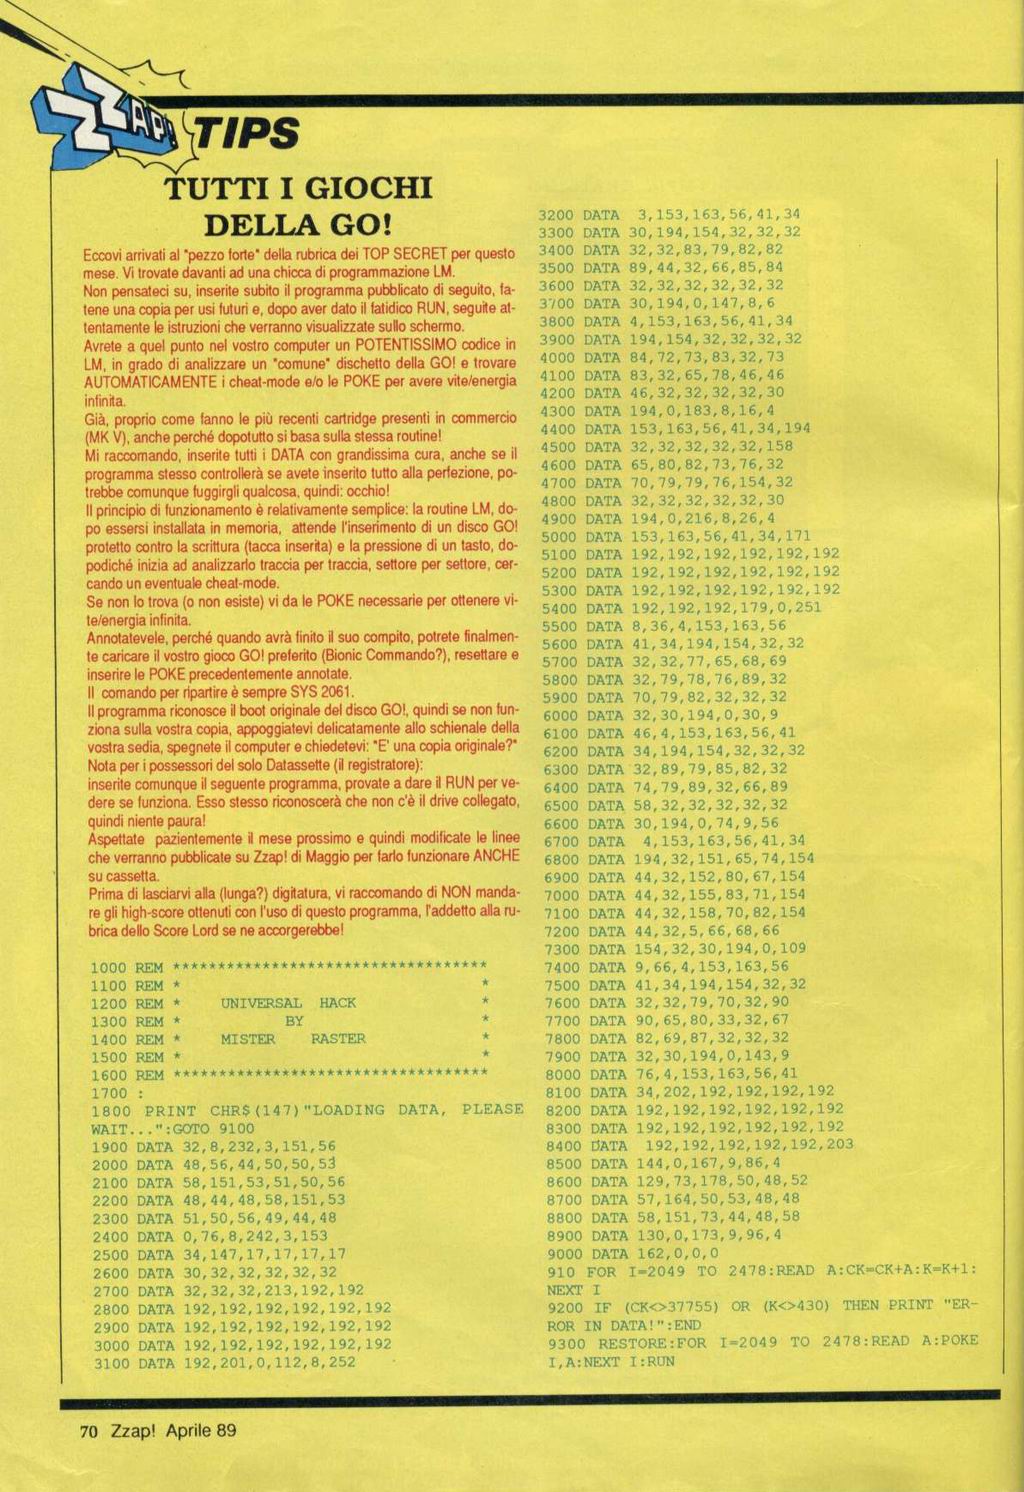 ZZAP! TIPS
TUTTI I GIOCHI
DELLA GO!
Eccovi arrivati al "pezzo forte" della rubrica dei TOP SECRET per questo
mese. Vi trovate davanti ad una chicca di programmazione LM.
Non pensateci su, inserite subito il programma pubblicato di seguito, fa-
tene una copia per usi futuri e, dopo aver dato il fatidico RUN, seguite at-
tentamente le istruzioni che verranno visualizzate sullo schermo.
Avrete a quel punto nel vostro computer un POTENTISSIMO codice in
LM, in grado di analizzare un "comune" dischetto della GO! e trovare
AUTOMATICAMENTE i cheat-mode e/o le POKE per avere vite/energia
infinita.
Già, proprio come fanno le più recenti cartridge presenti in commercio
(MK V), anche perché dopotutto si basa sulla stessa routine!
Mi raccomando, inserite tutti i DATA con grandissima cura, anche se il
programma stesso controllerà se avete inserito tutto alla perfezione, po-
trebbe comunque fuggirgli qualcosa, quindi: occhio!
Il principio di funzionamento è relativamente semplice: la routine LM, do-
po essersi installata in memoria, attende l'inserimento di un disco GO!
protetto contro la scrittura (tacca inserita) e la pressione di un tasto, do-
podiché inizia ad analizzarlo traccia per traccia, settore per settore, cer-
cando un eventuale cheat-mode.
Se non lo trova (o non esiste) vi da le POKE necessarie per ottenere vi-
te/energia infinita.
Annotatevele, perché quando avrà finito il suo compito, potrete finalmen-
te caricare il vostro gioco GO! preferito (Bionic Commando?), resettare e
inserire le POKE precedentemente annotate.
Il comando per ripartire è sempre SYS 2061.
Il programma riconosce il boot originale del disco GO!, quindi se non fun-
ziona sulla vostra copia, appoggiatevi delicatamente allo schienale della
vostra sedia, spegnete il computer e chiedetevi: "E' una copia originale?"
Nota per i possessori del solo Datassette (il registratore):
inserite comunque il seguente programma, provate a dare il RUN per ve-
dere se funziona. Esso stesso riconoscerà che non c'è il drive collegato,
quindi niente paura!
Aspettate pazientemente il mese prossimo e quindi modificate le linee
che verranno pubblicate su Zzap! di Maggio per farlo funzionare ANCHE
su cassetta.
Prima di lasciarvi alla (lunga?) digitatura, vi raccomando di NON manda-
re gli high-score ottenuti con l'uso di questo programma, l'addetto alla ru-
brica dello Score Lord se ne accorgerebbe!
1000 REM ***********************************
1100 REM * *
1200 REM * UNIVERSAL HACK *
1300 REM * BY *
1400 REM * MISTER RASTER *
1500 REM * *
1600 REM ***********************************
1700 :
1800 PRINT CHR$(147)"LOADING DATA, PLEASE
WAIT...":GOTO 9100
1900 DATA 32,8,232,3,151,56
2000 DATA 48,56,44,50,50,53
2100 DATA 58,151,53,51,50,56
2200 DATA 48,44,48,58,151,53
2300 DATA 51,50,56,49,44,48
2400 DATA 0,76,8,242,3,153
2500 DATA 34,147,17,17,17,17
2600 DATA 30,32,32,32,32,32
2700 DATA 32,32,32,213,192,192
2800 DATA 192,192,192,192,192,192
2900 DATA 192,192,192,192,192,192
3000 DATA 192,192,192,192,192,192
3100 DATA 192,201,0,112,8,252
3200 DATA 3,153,163,56,41,34
3300 DATA 30,194,154,32,32,32
3400 DATA 32,32,83,79,82,82
3500 DATA 89,44,32,66,85,84
3600 DATA 32,32,32,32,32,32
3700 DATA 30,194,0,147,8,6
3800 DATA 4,153,163,56,41,34
3900 DATA 194,154,32,32,32,32
4000 DATA 84,72,73,83,32,73
4100 DATA 83,32,65,78,46,46
4200 DATA 46,32,32,32,32,30
4300 DATA 194,0,183,8,16,4
4400 DATA 153,163,56,41,34,194
4500 DATA 32,32,32,32,32,158
4600 DATA 65,80,82,73,76,32
4700 DATA 70,79,79,76,154,32
4800 DATA 32,32,32,32,32,30
4900 DATA 194,0,216,8,26,4
5000 DATA 153,163,56,41,34,171
5100 DATA 192,192,192,192,192,192
5200 DATA 192,192,192,192,192,192
5300 DATA 192,192,192,192,192,192
5400 DATA 192,192,192,179,0,251
5500 DATA 8,36,4,153,163,56
5600 DATA 41,34,194,154,32,32
5700 DATA 32,32,77,65,68,69
5800 DATA 32,79,78,76,89,32
5900 DATA 70,79,82,32,32,32
6000 DATA 32,30,194,0,30,9
6100 DATA 46,4,153,163,56,41
6200 DATA 34,194,154,32,32,32
6300 DATA 32,89,79,85,82,32
6400 DATA 74,79,89,32,66,89
6500 DATA 58,32,32,32,32,32
6600 DATA 30,194,0,74,9,56
6700 DATA 4,153,163,56,41,34
6800 DATA 194,32,151,65,74,154
6900 DATA 44,32,152,80,67,154
7000 DATA 44,32,155,83,71,154
7100 DATA 44,32,158,70,82,154
7200 DATA 44,32,5,66,68,66
7300 DATA 154,32,30,194,0,109
7400 DATA 9,66,4,153,163,56
7500 DATA 41,34,194,154,32,32
7600 DATA 32,32,79,70,32,90
7700 DATA 90,65,80,33,32,67
7800 DATA 82,69,87,32,32,32
7900 DATA 32,30,194,0,143,9
8000 DATA 76,4,153,163,56,41
8100 DATA 34,202,192,192,192,192
8200 DATA 192,192,192,192,192,192
8300 DATA 192,192,192,192,192,192
8400 DATA 192,192,192,192,192,203
8500 DATA 144,0,167,9,86,4
8600 DATA 129,73,178,50,48,52
8700 DATA 57,164,50,53,48,48
8800 DATA 58,151,73,44,48,58
8900 DATA 130,0,173,9,96,4
9000 DATA 162,0,0,0
910 FOR I=2049 TO 2478:READ A:CK=CK+A:K=K+1:
NEXT I
9200 IF (CK<>37755) OR (K<>430) THEN PRINT "ER-
ROR IN DATA!":END
9300 RESTORE:FOR I=2049 TO 2478:READ A:POKE
I,A:NEXT I:RUN
70 Zzap! Aprile 89